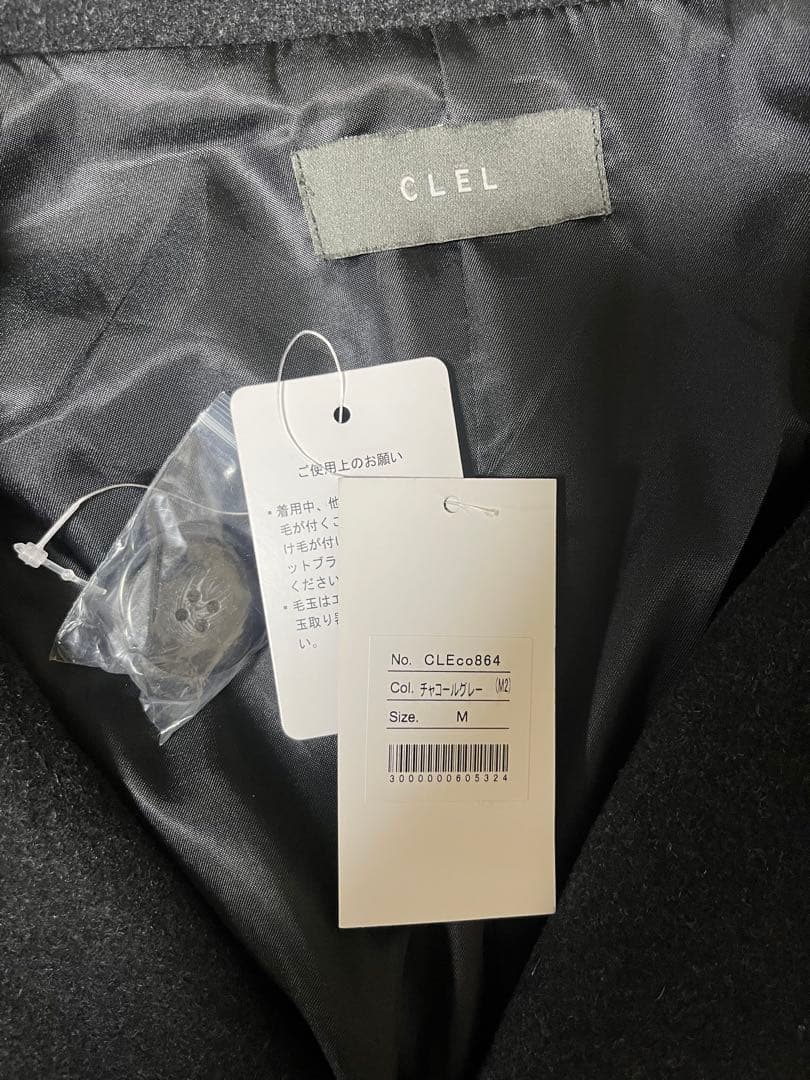 CLEL
ご使用上のお願い
・着用中、他
毛が付くこ
け毛が付い
ットブラ
ください
・毛玉はエ
玉取り
い。
No. CLEco864
Col. チャコールグレー (M2)
Size. M
3000000605324